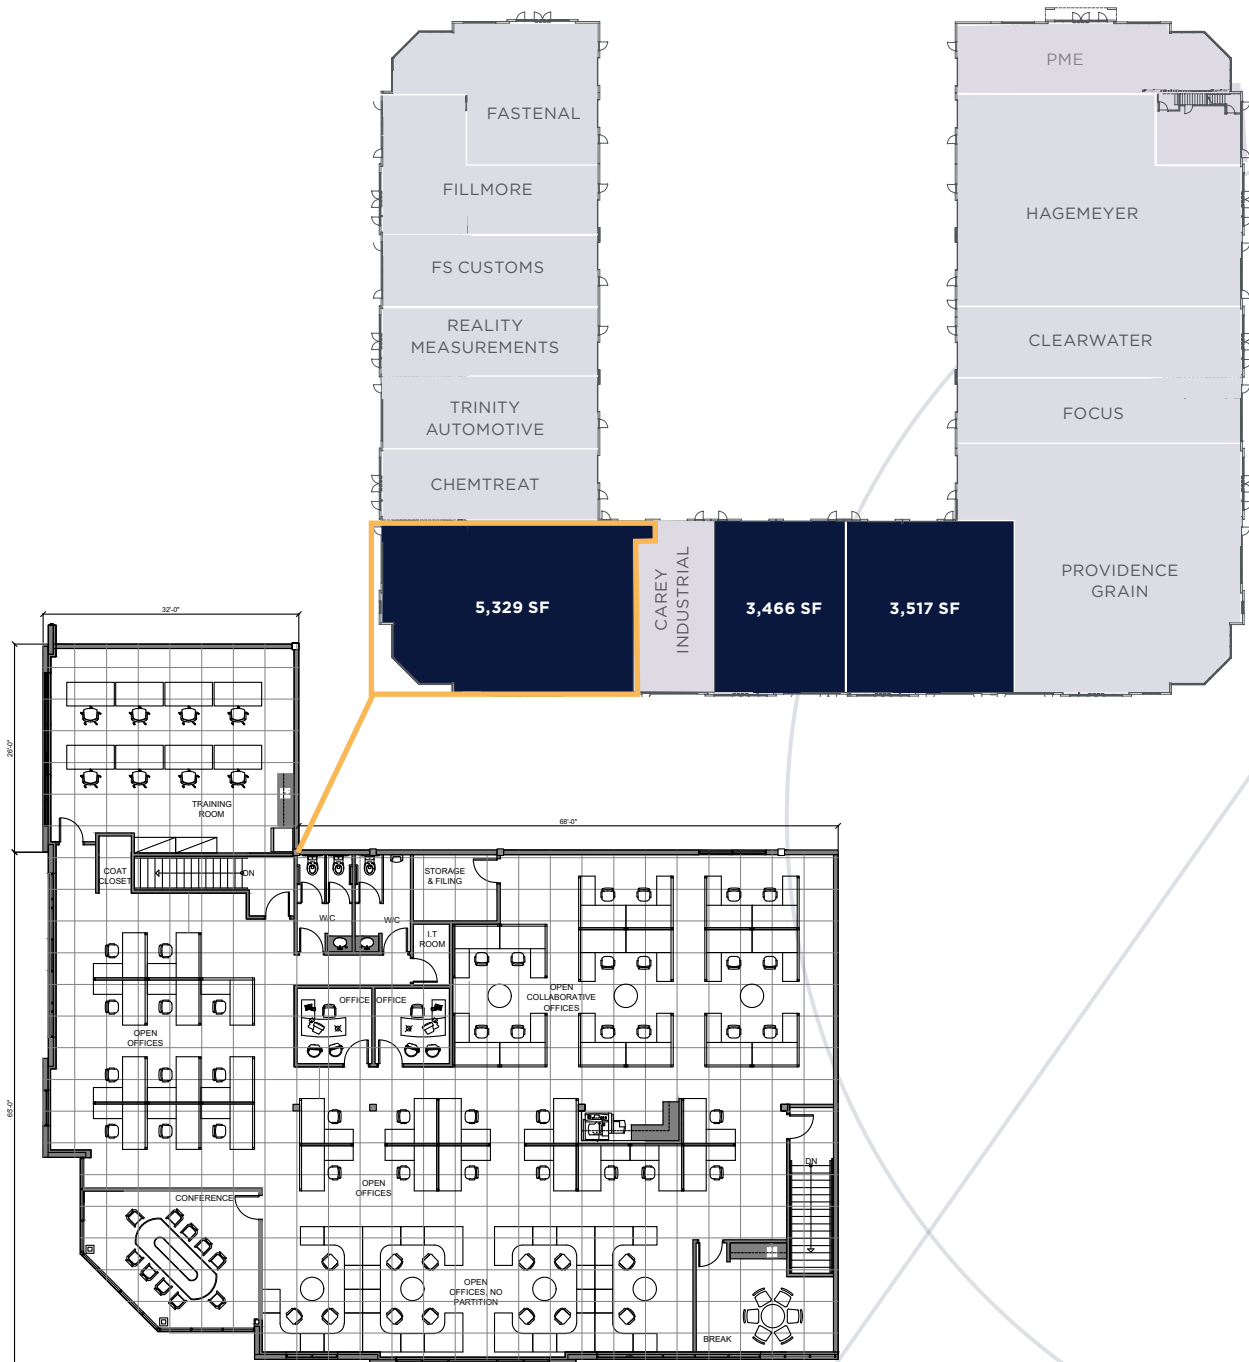 PME
FASTENAL
FILLMORE
HAGEMEYER
FS CUSTOMS
REALITY
MEASUREMENTS
CLEARWATER
TRINITY
AUTOMOTIVE
FOCUS
CHEMTREAT
5,329 SF
CAREY
INDUSTRIAL
3,466 SF
3,517 SF
PROVIDENCE
GRAIN
32'-0"
26'-0"
TRAINING
ROOM
68'-0"
COAT
CLOSET
DN
STORAGE
& FILING
W/C
W/C
I.T
ROOM
OFFICE
OFFICE
OPEN
COLLABORATIVE
OFFICES
OPEN
OFFICES
68'-0"
DN
OPEN
OFFICES
CONFERENCE
OPEN
OFFICES, NO
PARTITION
BREAK